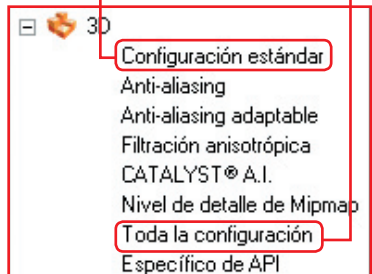 3D
Configuración estándar
Anti-aliasing
Anti-aliasing adaptable
Filtración anisotrópica
CATALYST® A.I.
Nivel de detalle de Mipmap
Toda la configuración
Específico de API